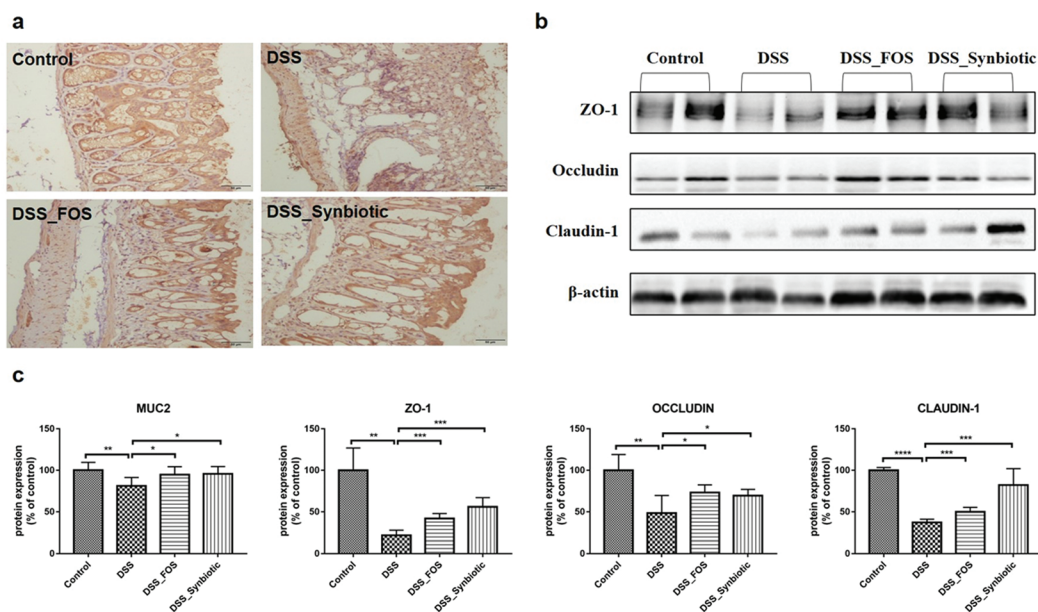 a
Control
DSS
DSS_FOS
DSS_Synbiotic
b
Control DSS DSS_FOS DSS_Synbiotic
ZO-1
Occludin
Claudin-1
β-actin
c
MUC2
protein expression
(% of control)
150
100
50
0
** * *
Control DSS DSS_FOS DSS_Synbiotic
ZO-1
protein expression
(% of control)
150
100
50
0
***
** ***
Control DSS DSS_FOS DSS_Synbiotic
OCCLUDIN
protein expression
(% of control)
150
100
50
0
*
** *
Control DSS DSS_FOS DSS_Synbiotic
CLAUDIN-1
protein expression
(% of control)
150
100
50
0
***
**** ***
Control DSS DSS_FOS DSS_Synbiotic